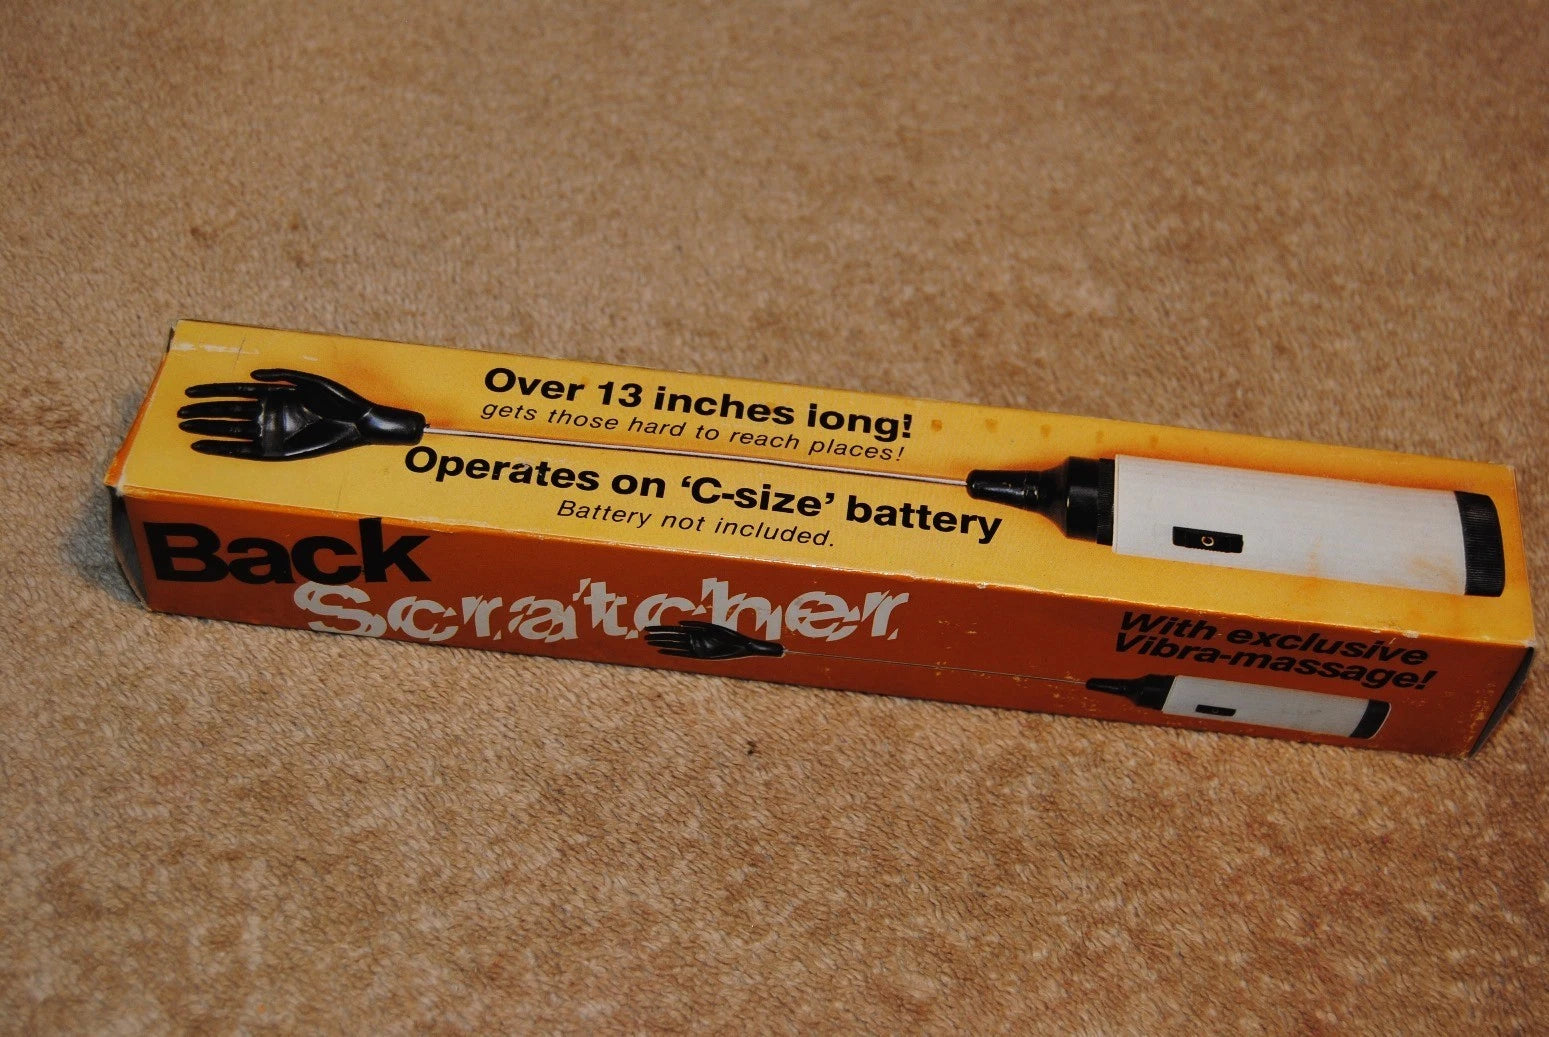 Over 13 inches long!
gets those hard to reach places!
Operates on ‘C-size’ battery
Battery not included.
C
Back
Scratcher
With exclusive
Vibra-massage!